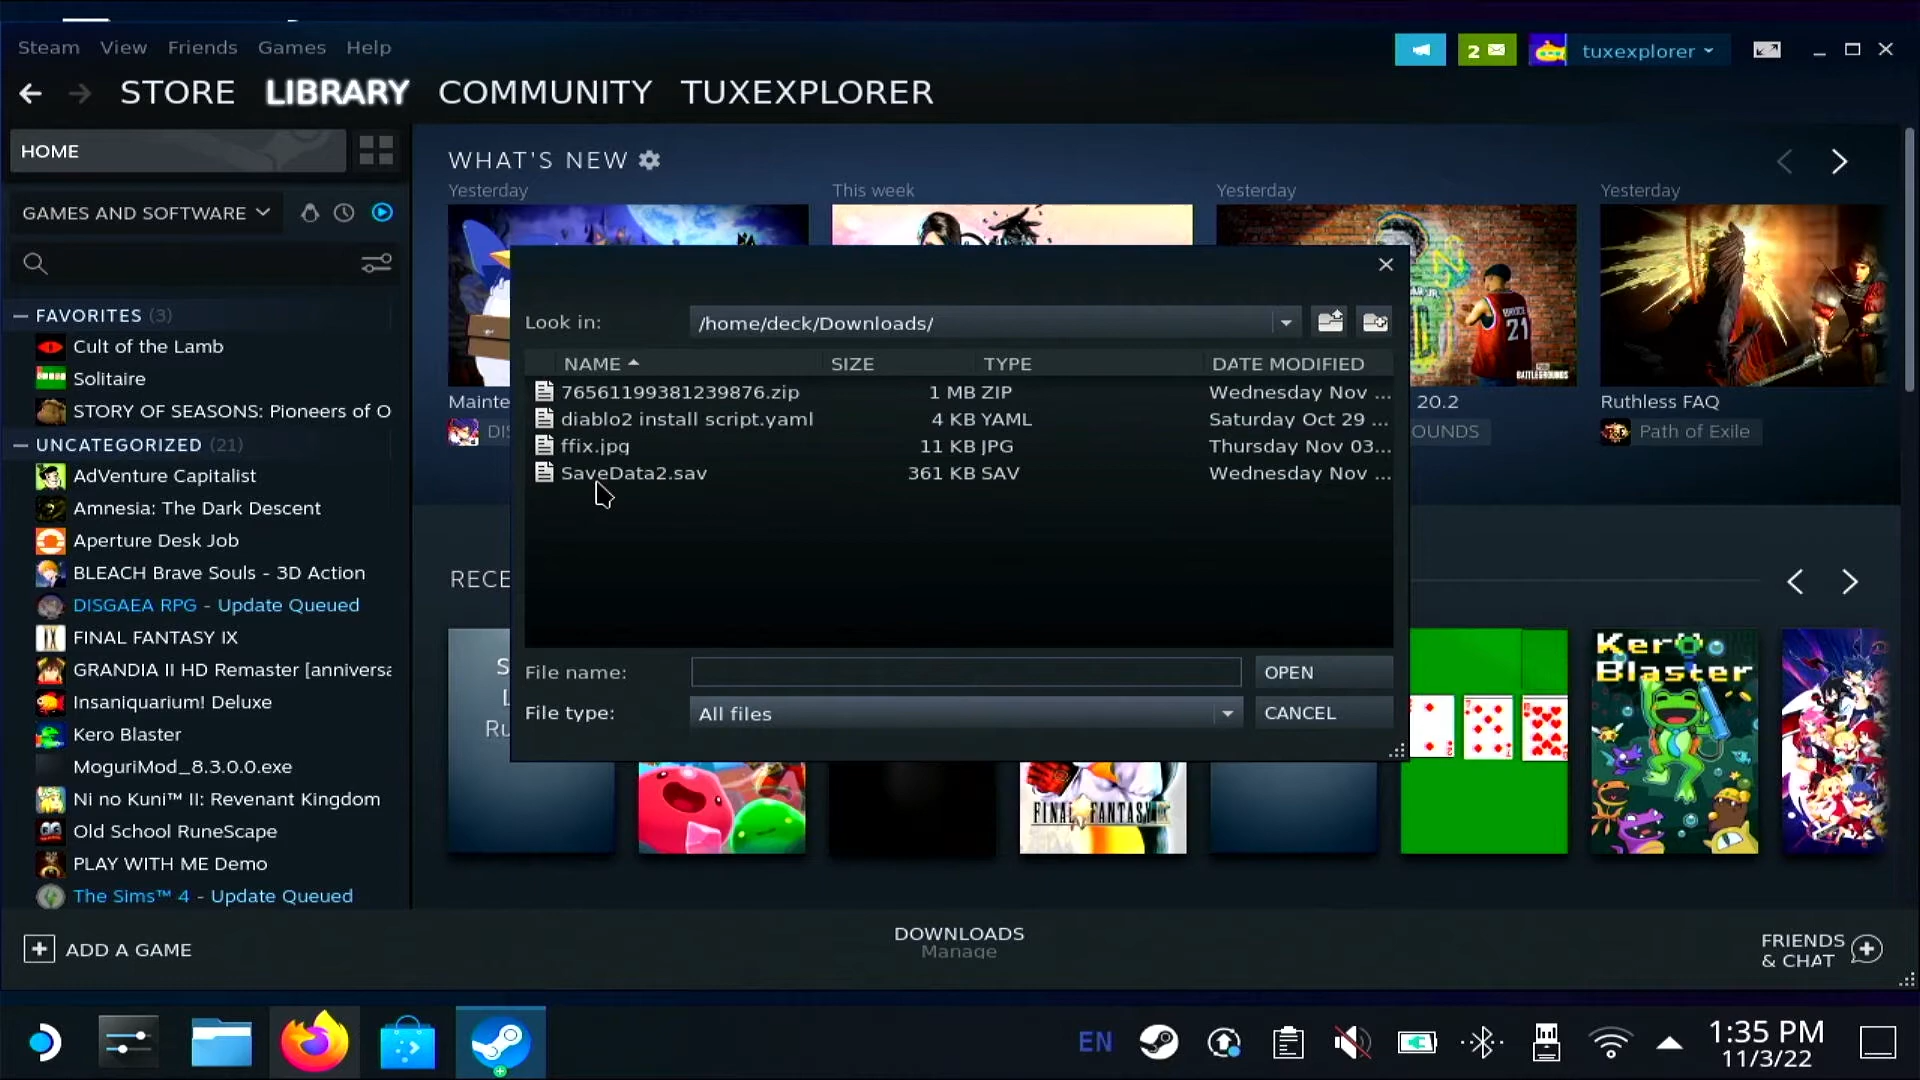 Steam View Friends Games Help
2
tuxexplorer
STORE LIBRARY COMMUNITY TUXEXPLORER
HOME
GAMES AND SOFTWARE
FAVORITES (3)
Cult of the Lamb
Solitaire
STORY OF SEASONS: Pioneers of O
UNCATEGORIZED (21)
AdVenture Capitalist
Amnesia: The Dark Descent
Aperture Desk Job
BLEACH Brave Souls - 3D Action
DISGAEA RPG - Update Queued
FINAL FANTASY IX
GRANDIA II HD Remaster [anniversa
Insaniquarium! Deluxe
Kero Blaster
MoguriMod_8.3.0.0.exe
Ni no Kuni™ II: Revenant Kingdom
Old School RuneScape
PLAY WITH ME Demo
The Sims™ 4 - Update Queued
WHAT'S NEW
Yesterday
This week
Yesterday
Yesterday
21
BATTLEGROUNDS
Mainte
DIS
20.2
OUNDS
Ruthless FAQ
Path of Exile
Look in: /home/deck/Downloads/
NAME SIZE TYPE DATE MODIFIED
76561199381239876.zip 1 MB ZIP Wednesday Nov ...
diablo2 install script.yaml 4 KB YAML Saturday Oct 29 ...
ffix.jpg 11 KB JPG Thursday Nov 03...
SaveData2.sav 361 KB SAV Wednesday Nov ...
File name: OPEN
File type: All files CANCEL
RECE
S
L
Ru
FINAL FANTASY
Kero
Blaster
ADD A GAME
DOWNLOADS
Manage
FRIENDS
& CHAT
EN
1:35 PM
11/3/22